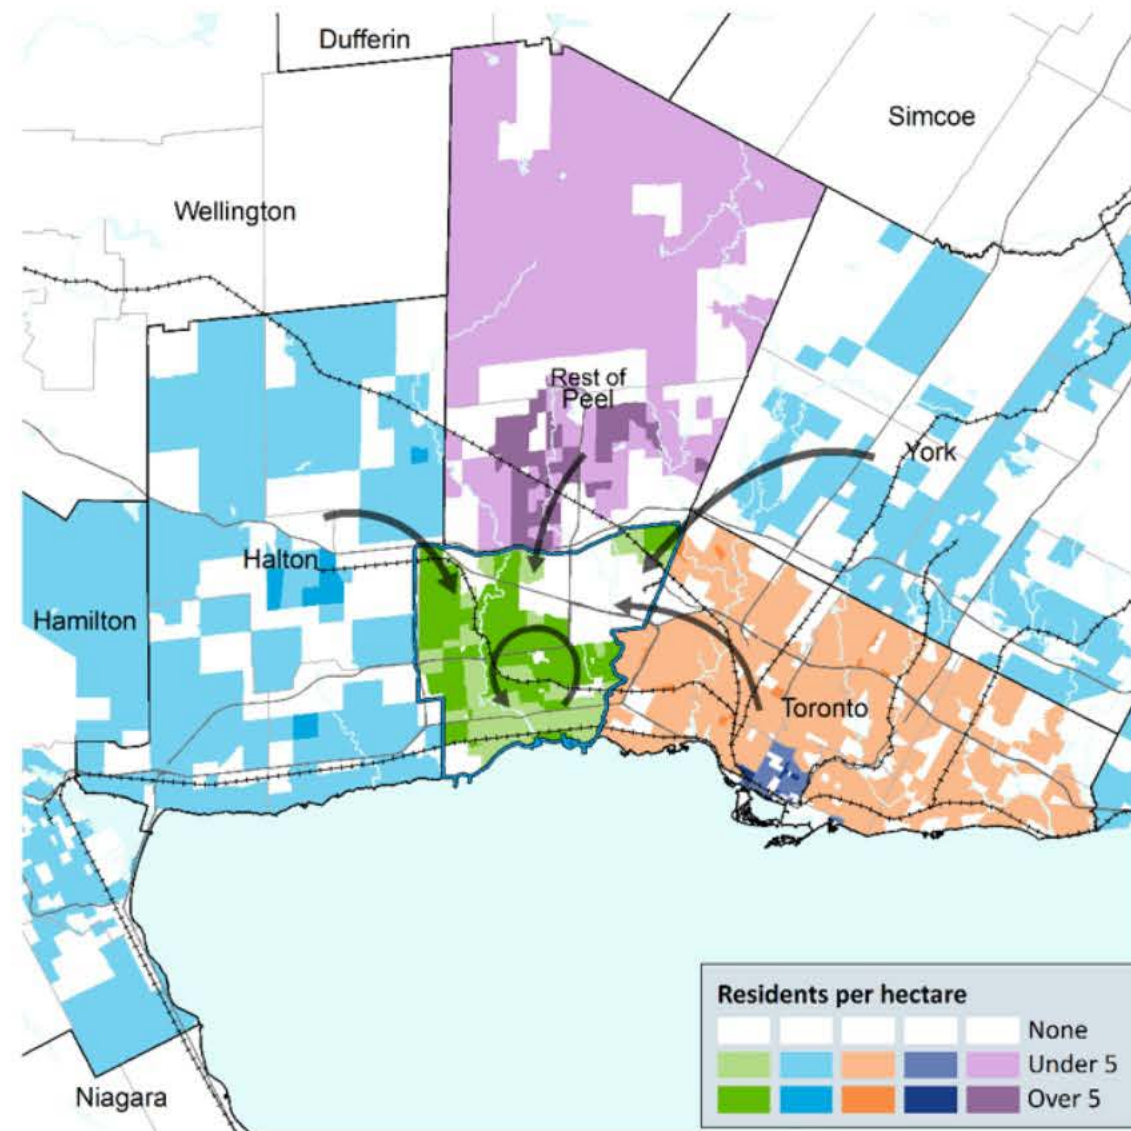 Dufferin
Simcoe
Wellington
Rest of
Peel
York
Halton
Hamilton
Toronto
Niagara
Residents per hectare
None
Under 5
Over 5